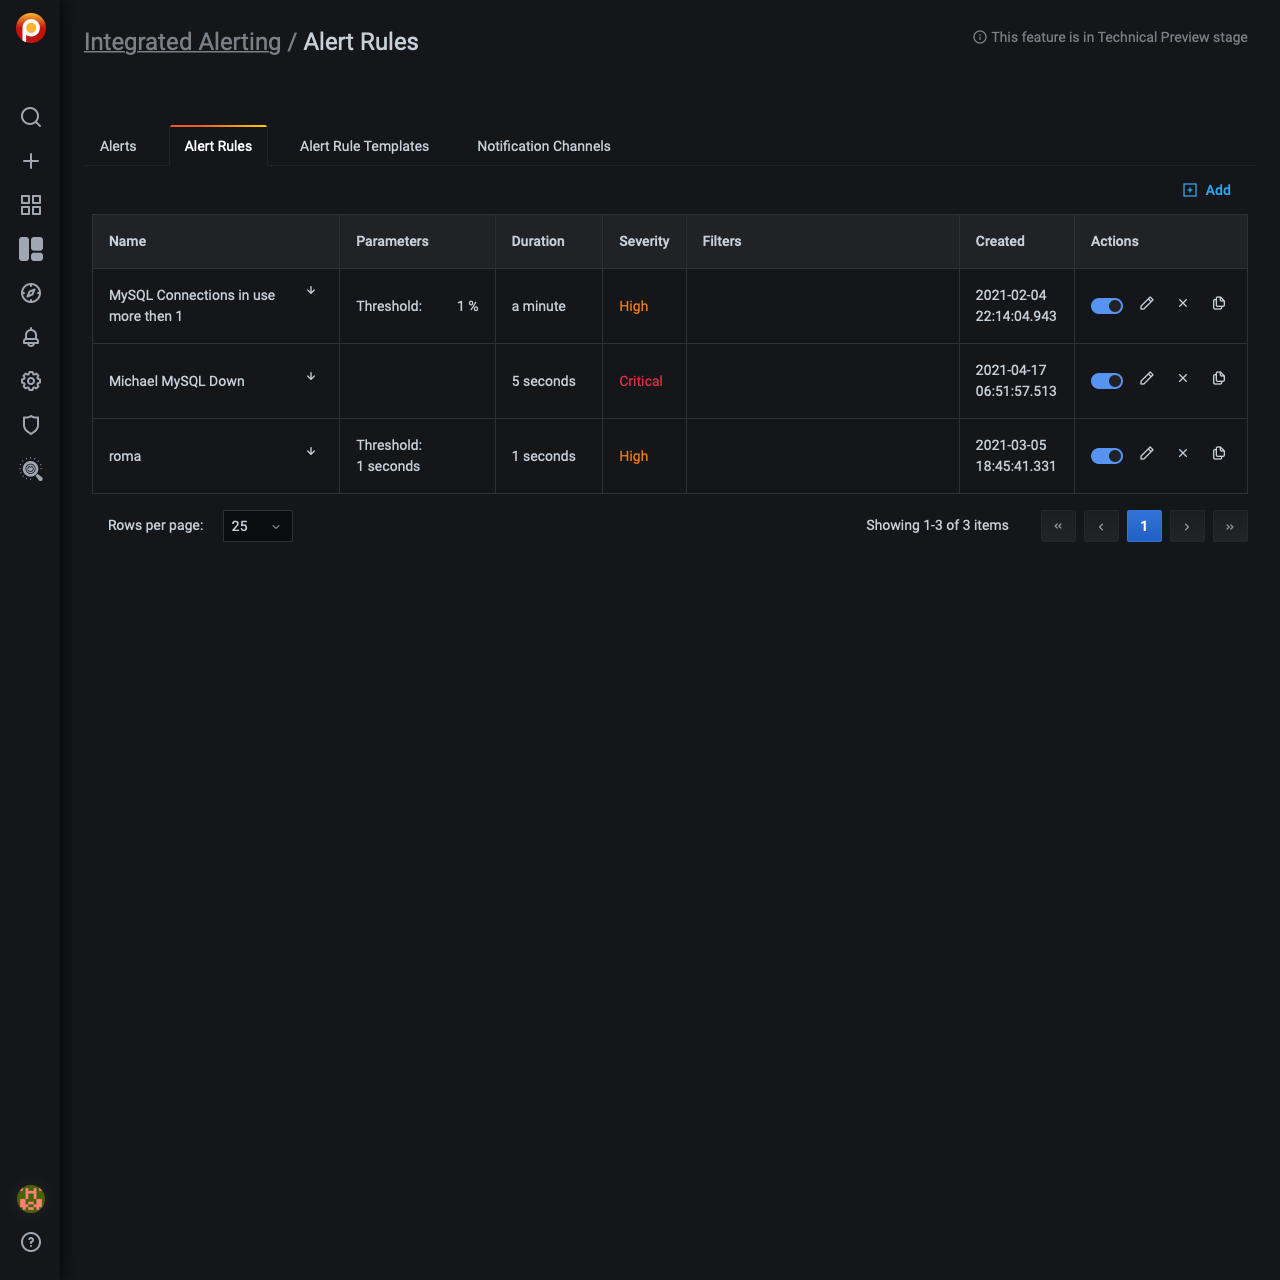 Integrated Alerting / Alert Rules
This feature is in Technical Preview stage
Alerts
Alert Rules
Alert Rule Templates
Notification Channels
Add
Name
Parameters
Duration
Severity
Filters
Created
Actions
MySQL Connections in use
more then 1
Threshold:
1 %
a minute
High
2021-02-04
22:14:04.943
Michael MySQL Down
5 seconds
Critical
2021-04-17
06:51:57.513
roma
Threshold:
1 seconds
1 seconds
High
2021-03-05
18:45:41.331
Rows per page:
25
Showing 1-3 of 3 items
«
‹
1
›
»